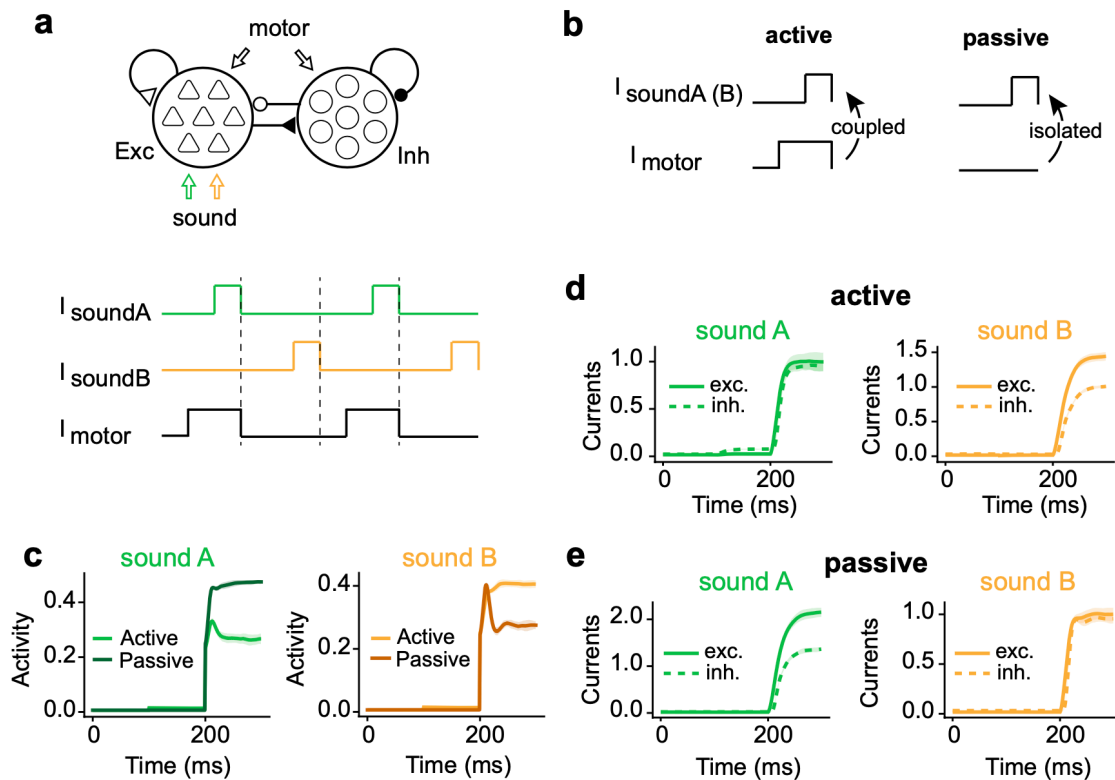 a
motor
Exc
Inh
sound
I soundA
I soundB
I motor
b
active
passive
I soundA (B)
I motor
coupled
isolated
c
sound A
Activity
0.4
0.2
0.0
Active
Passive
0
200
Time (ms)
sound B
Activity
0.4
0.2
0.0
Active
Passive
0
200
Time (ms)
d
active
sound A
Currents
1.0
0.5
0.0
exc.
inh.
0
200
Time (ms)
sound B
Currents
1.5
1.0
0.5
0.0
exc.
inh.
0
200
Time (ms)
e
passive
sound A
Currents
2.0
1.0
0.0
exc.
inh.
0
200
Time (ms)
sound B
Currents
1.0
0.5
0.0
exc.
inh.
0
200
Time (ms)